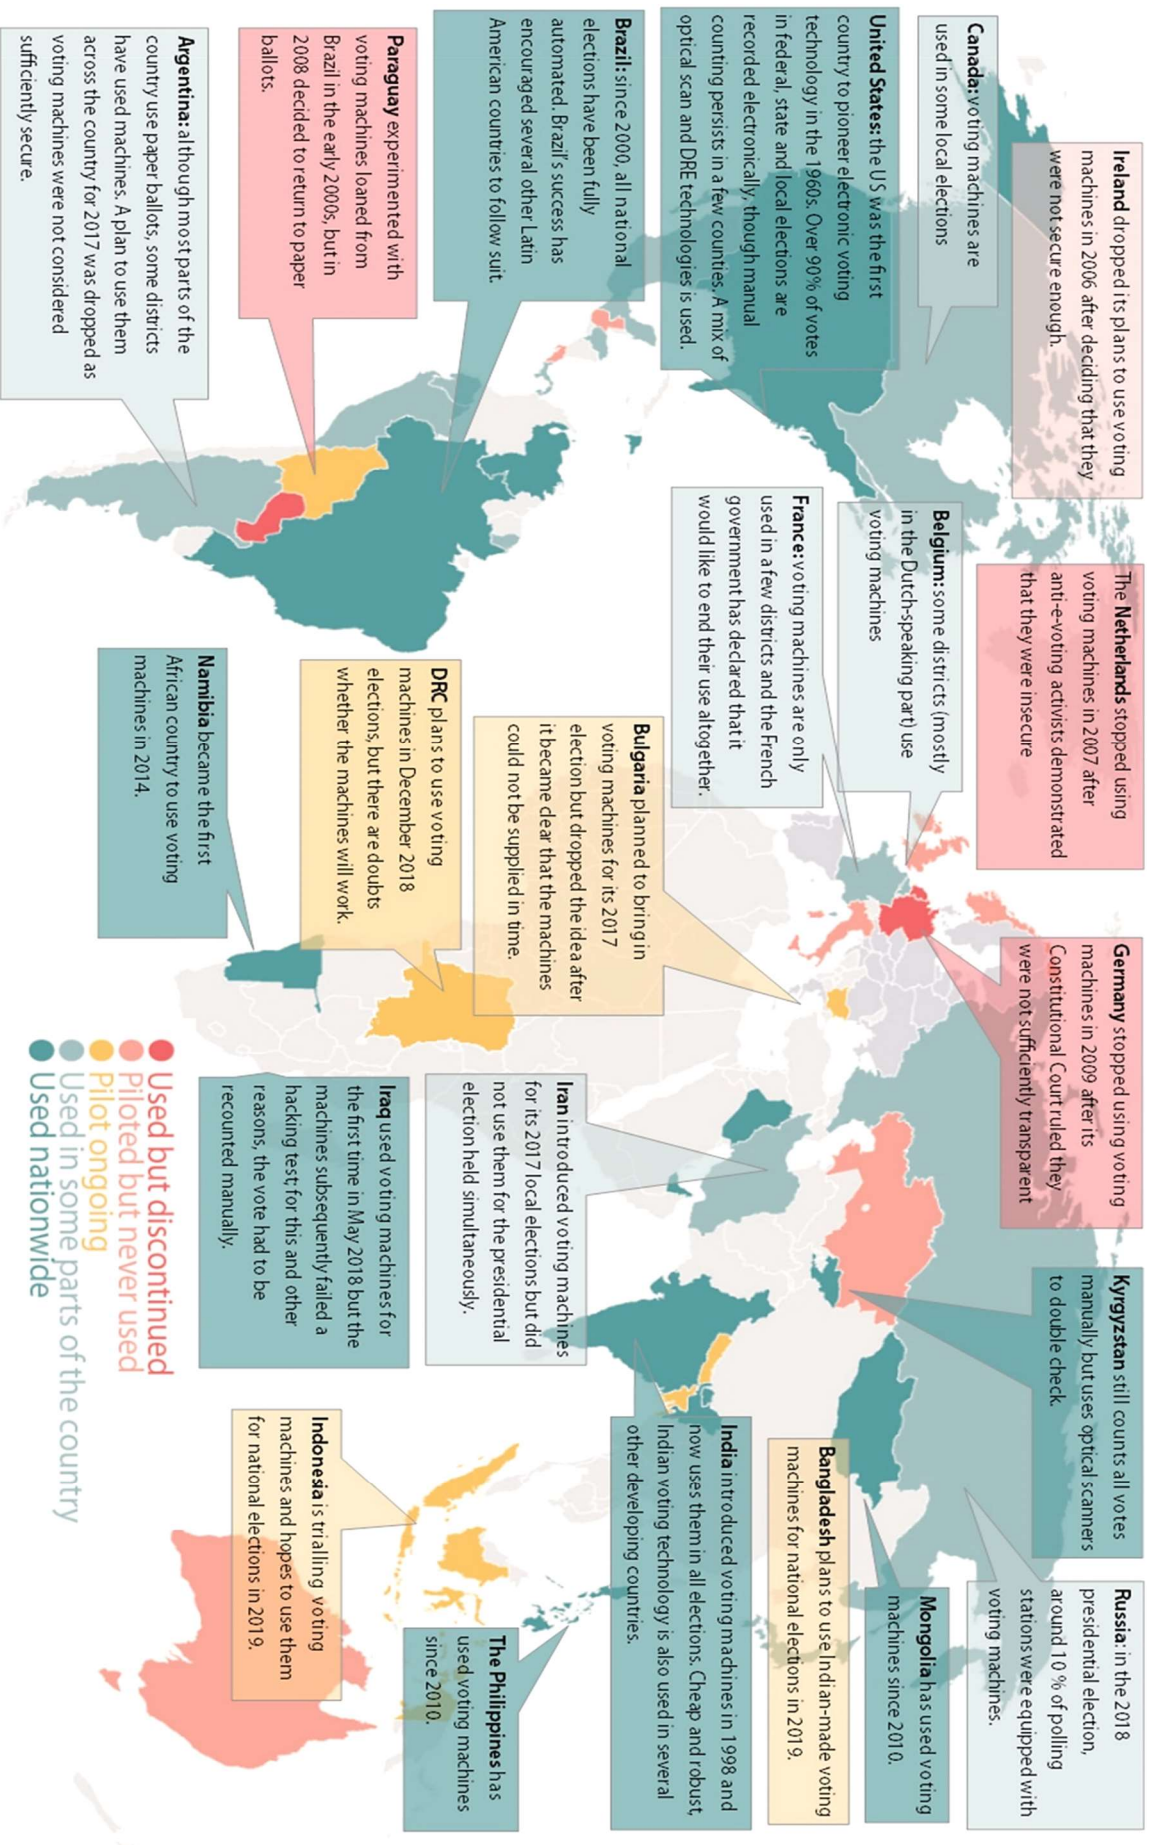 Ireland dropped its plans to use voting
machines in 2006 after deciding that they
were not secure enough.
The Netherlands stopped using
voting machines in 2007 after
anti-e-voting activists demonstrated
that they were insecure
Germany stopped using voting
machines in 2009 after its
Constitutional Court ruled they
were not sufficiently transparent
Kyrgyzstan still counts all votes
manually but uses optical scanners
to double check.
Russia: in the 2018
presidential election,
around 10 % of polling
stations were equipped with
voting machines.
Canada: voting machines are
used in some local elections
Belgium: some districts (mostly
in the Dutch-speaking part) use
voting machines
Mongolia has used voting
machines since 2010.
United States: the US was the first
country to pioneer electronic voting
technology in the 1960s. Over 90% of votes
in federal, state and local elections are
recorded electronically, though manual
counting persists in a few counties. A mix of
optical scan and DRE technologies is used.
France: voting machines are only
used in a few districts and the French
government has declared that it
would like to end their use altogether.
Bangladesh plans to use Indian-made voting
machines for national elections in 2019.
India introduced voting machines in 1998 and
now uses them in all elections. Cheap and robust,
Indian voting technology is also used in several
other developing countries.
Brazil: since 2000, all national
elections have been fully
automated. Brazil's success has
encouraged several other Latin
American countries to follow suit.
Bulgaria planned to bring in
voting machines for its 2017
election but dropped the idea after
it became clear that the machines
could not be supplied in time.
Iran introduced voting machines
for its 2017 local elections but did
not use them for the presidential
election held simultaneously.
The Philippines has
used voting machines
since 2010.
Paraguay experimented with
voting machines loaned from
Brazil in the early 2000s, but in
2008 decided to return to paper
ballots.
DRC plans to use voting
machines in December 2018
elections, but there are doubts
whether the machines will work.
Iraq used voting machines for
the first time in May 2018 but the
machines subsequently failed a
hacking test; for this and other
reasons, the vote had to be
recounted manually.
Indonesia is trialling voting
machines and hopes to use them
for national elections in 2019.
Argentina: although most parts of the
country use paper ballots, some districts
have used machines. A plan to use them
across the country for 2017 was dropped as
voting machines were not considered
sufficiently secure.
Namibia became the first
African country to use voting
machines in 2014.
Used but discontinued
Piloted but never used
Pilot ongoing
Used in some parts of the country
Used nationwide